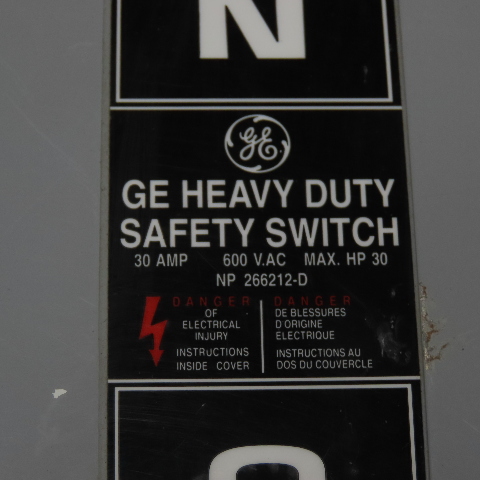 N
GE
GE HEAVY DUTY
SAFETY SWITCH
30 AMP 600 V.AC MAX. HP 30
NP 266212-D
DANGER
OF
ELECTRICAL
INJURY
INSTRUCTIONS
INSIDE COVER
DANGER
DE BLESSURES
D ORIGINE
ELECTRIQUE
INSTRUCTIONS AU
DOS DU COUVERCLE